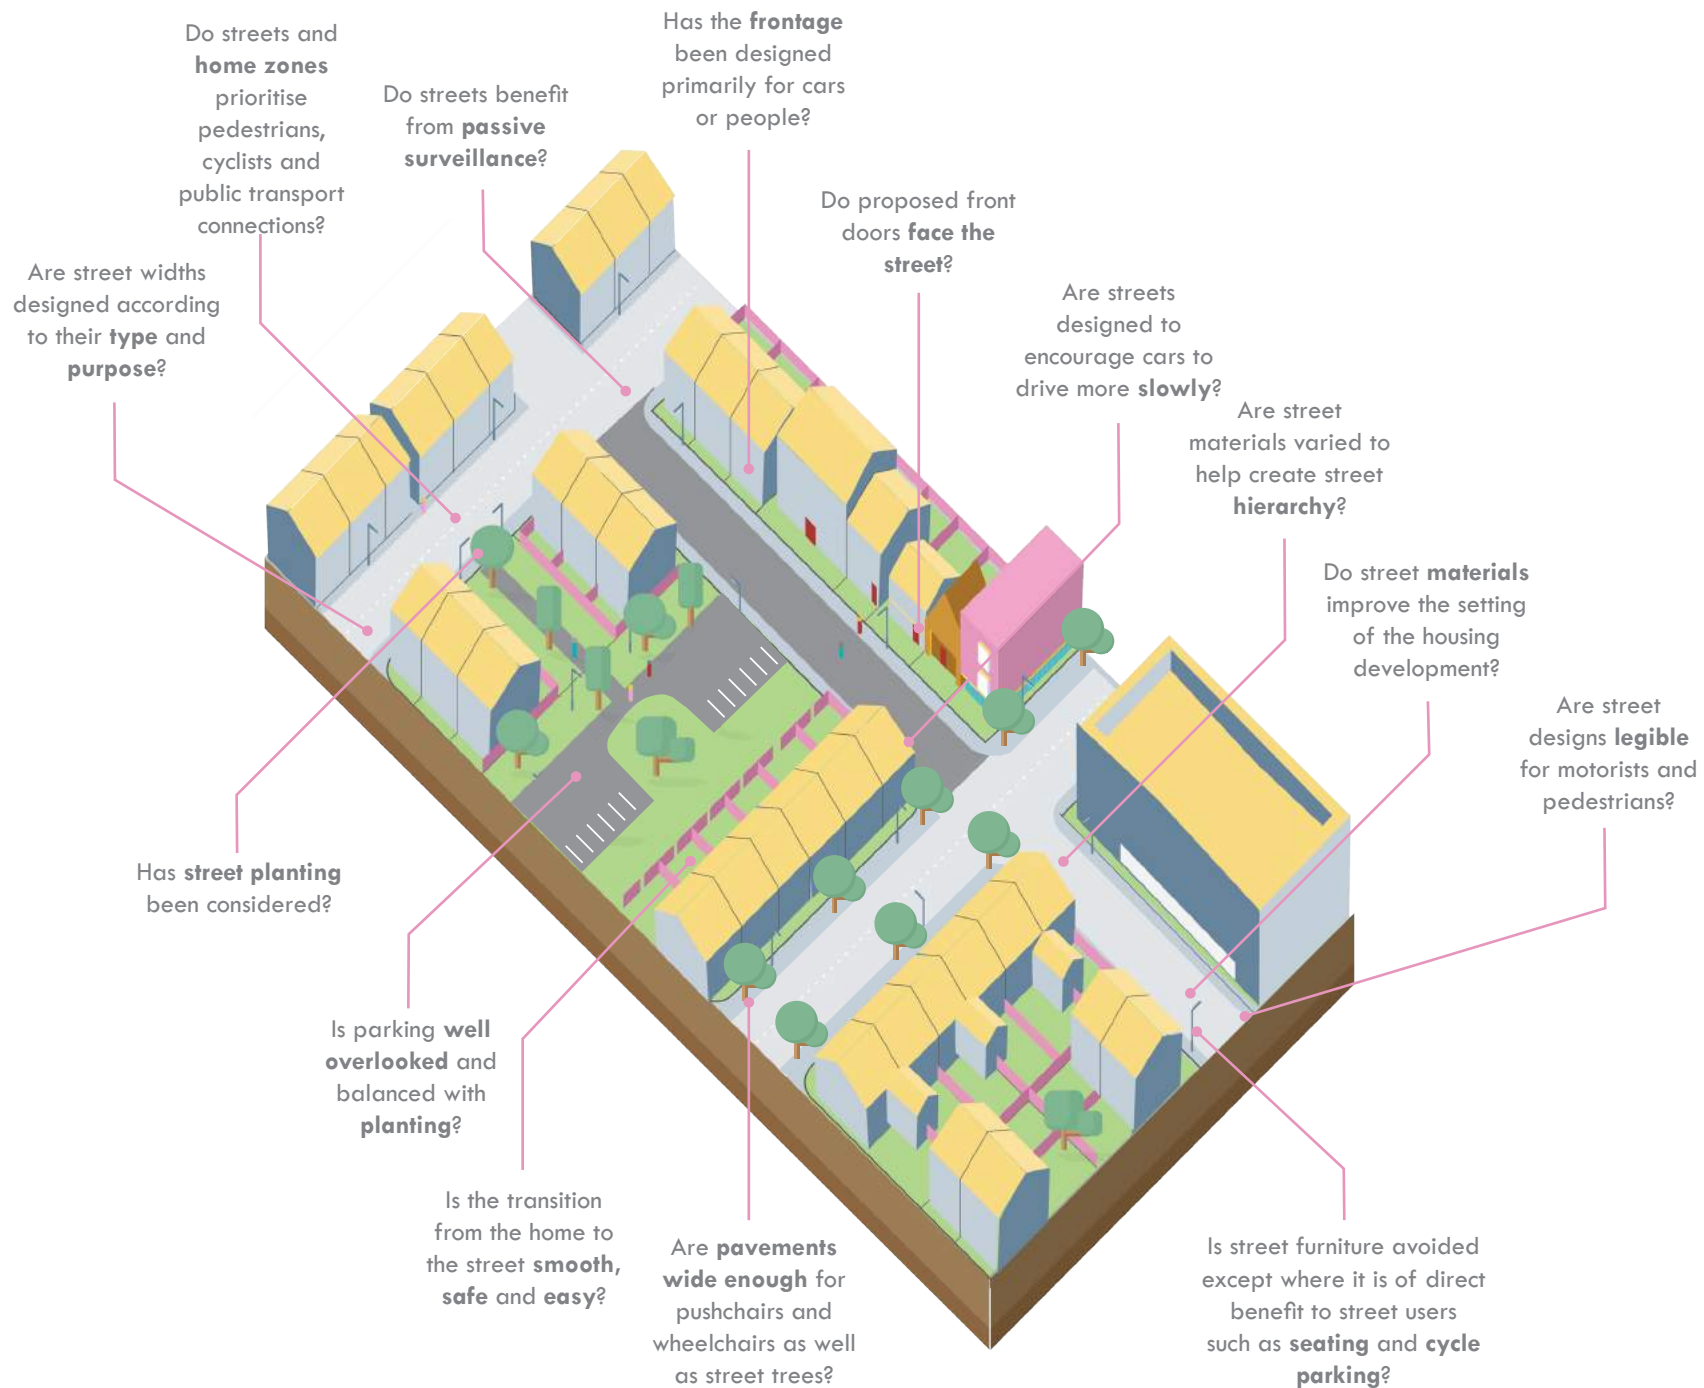 Do streets and
home zones
prioritise
pedestrians,
cyclists and
public transport
connections?
Do streets benefit
from passive
surveillance?
Has the frontage
been designed
primarily for cars
or people?
Do proposed front
doors face the
street?
Are street widths
designed according
to their type and
purpose?
Are streets
designed to
encourage cars to
drive more slowly?
Are street
materials varied to
help create street
hierarchy?
Do street materials
improve the setting
of the housing
development?
Are street
designs legible
for motorists and
pedestrians?
Has street planting
been considered?
Is parking well
overlooked and
balanced with
planting?
Is the transition
from the home to
the street smooth,
safe and easy?
Are pavements
wide enough for
pushchairs and
wheelchairs as well
as street trees?
Is street furniture avoided
except where it is of direct
benefit to street users
such as seating and cycle
parking?